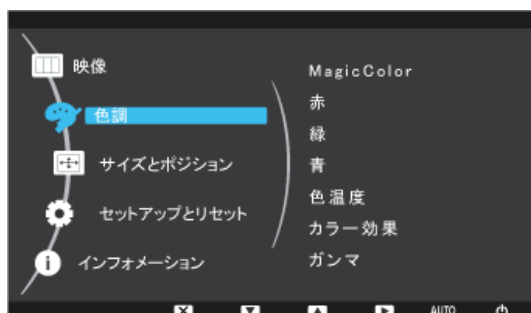 映像
色調
サイズとポジション
セットアップとリセット
インフォメーション
MagicColor
赤
緑
青
色温度
カラー効果
ガンマ
AUTO